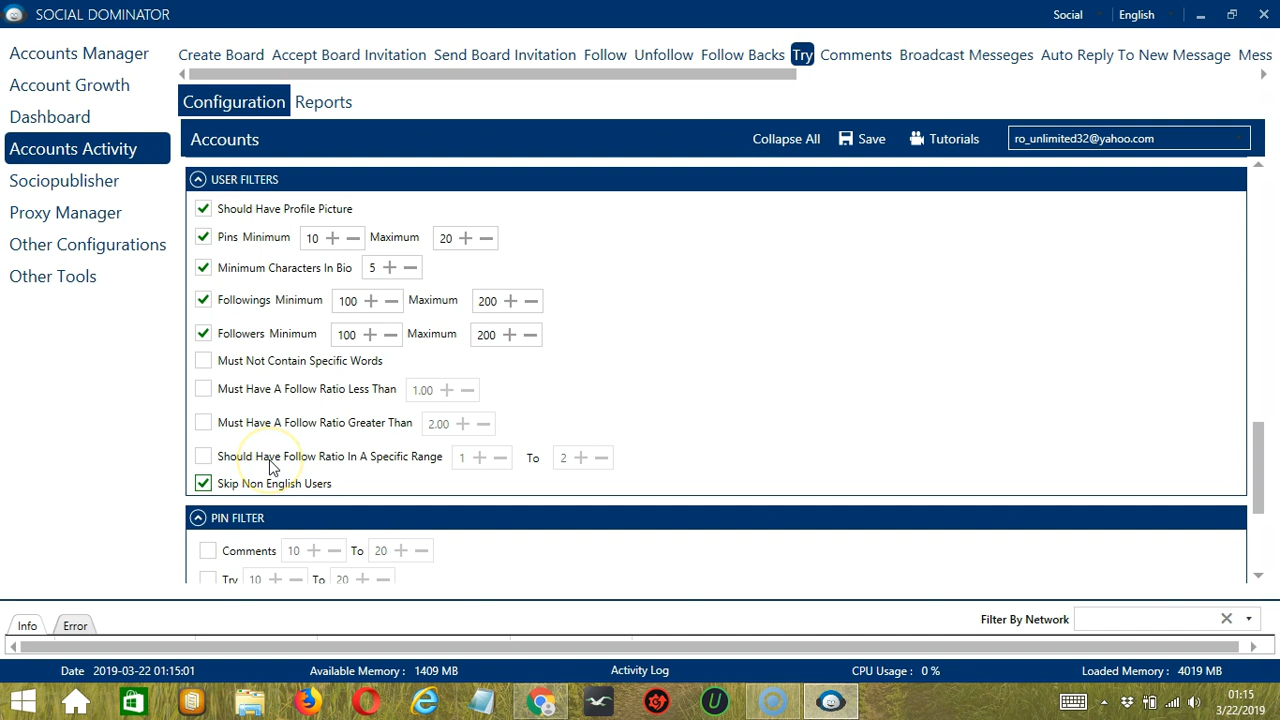 SOCIAL DOMINATOR
Social
English
Accounts Manager
Account Growth
Dashboard
Accounts Activity
Sociopublisher
Proxy Manager
Other Configurations
Other Tools
Create Board Accept Board Invitation Send Board Invitation Follow Unfollow Follow Backs Try Comments Broadcast Messeges Auto Reply To New Message Mess
Configuration Reports
Accounts
Collapse All Save Tutorials ro_unlimited32@yahoo.com
USER FILTERS
Should Have Profile Picture
Pins Minimum 10 + − Maximum 20 + −
Minimum Characters In Bio 5 + −
Followings Minimum 100 + − Maximum 200 + −
Followers Minimum 100 + − Maximum 200 + −
Must Not Contain Specific Words
Must Have A Follow Ratio Less Than 1.00 + −
Must Have A Follow Ratio Greater Than 2.00 + −
Should Have Follow Ratio In A Specific Range 1 + − To 2 + −
Skip Non English Users
PIN FILTER
Comments 10 + − To 20 + −
Try 10 + − To 20 + −
Info Error
Filter By Network
Date 2019-03-22 01:15:01 Available Memory : 1409 MB Activity Log CPU Usage : 0 % Loaded Memory : 4019 MB
01:15
3/22/2019